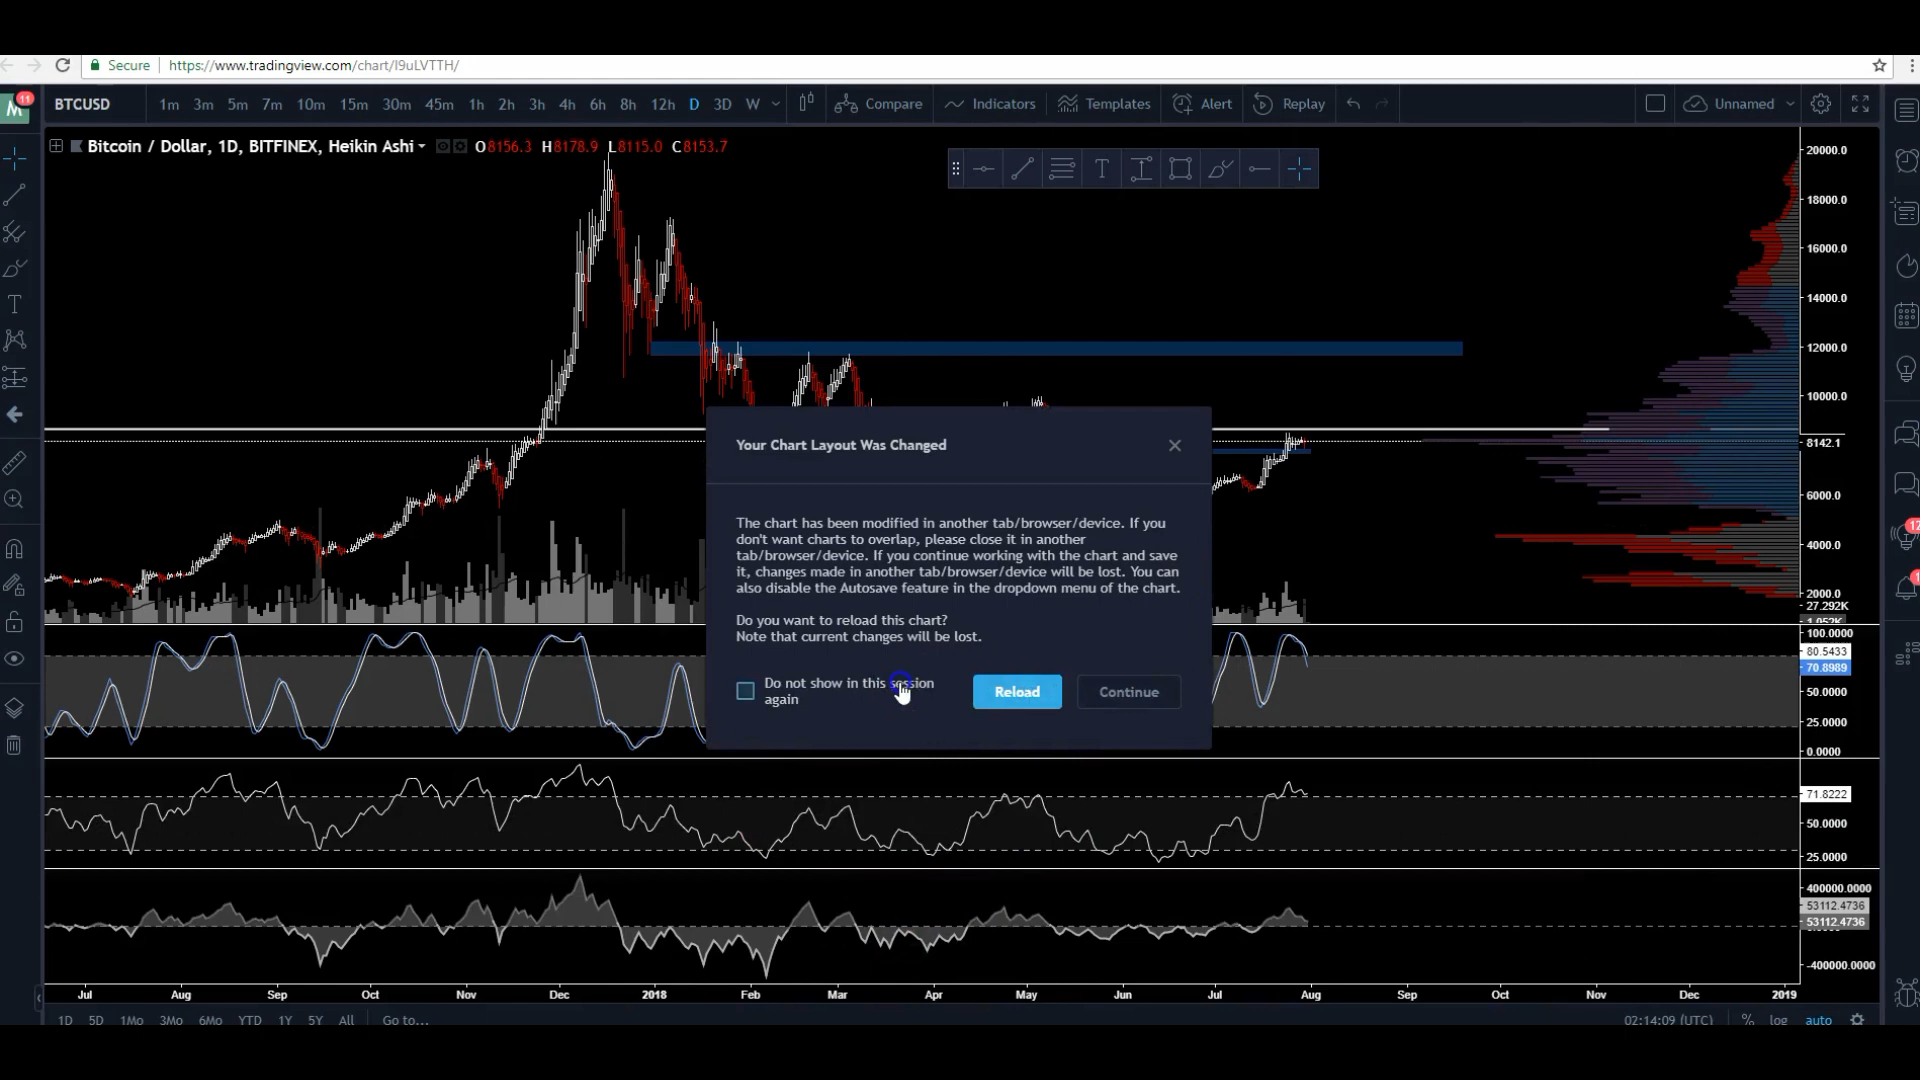 Secure https://www.tradingview.com/chart/I9uLVTTH/
M 11
BTCUSD 1m 3m 5m 7m 10m 15m 30m 45m 1h 2h 3h 4h 6h 8h 12h D 3D W Compare Indicators Templates Alert Replay Unnamed
Bitcoin / Dollar, 1D, BITFINEX, Heikin Ashi O8156.3 H8178.9 L8115.0 C8153.7
20000.0
18000.0
16000.0
14000.0
12000.0
10000.0
8142.1
6000.0
4000.0
2000.0
27.292K
Your Chart Layout Was Changed
The chart has been modified in another tab/browser/device. If you
don't want charts to overlap, please close it in another
tab/browser/device. If you continue working with the chart and save
it, changes made in another tab/browser/device will be lost. You can
also disable the Autosave feature in the dropdown menu of the chart.
Do you want to reload this chart?
Note that current changes will be lost.
Do not show in this session
again
Reload
Continue
100.0000
80.5433
70.8989
50.0000
25.0000
0.0000
71.8222
50.0000
25.0000
400000.0000
53112.4736
53112.4736
-400000.0000
Jul Aug Sep Oct Nov Dec 2018 Feb Mar Apr May Jun Jul Aug Sep Oct Nov Dec 2019
1D 5D 1Mo 3Mo 6Mo YTD 1Y 5Y All Go to... 02:14:09 (UTC) % log auto